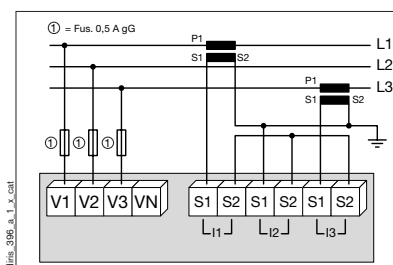 ① = Fus. 0,5 A gG
P1
L1
S1 S2
L2
P1
L3
S1 S2
① ① ①
V1 V2 V3 VN S1 S2 S1 S2 S1 S2
I1 I2 I3
iris_396_a_1_x_cat